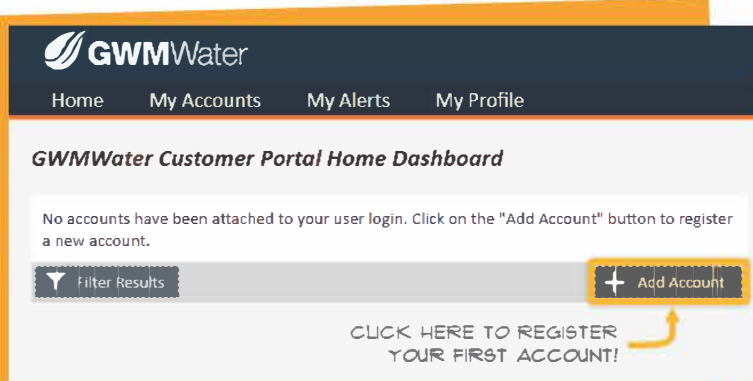 GWMWater
Home My Accounts My Alerts My Profile
GWMWater Customer Portal Home Dashboard
No accounts have been attached to your user login. Click on the "Add Account" button to register
a new account.
Filter Results
Add Account
CLICK HERE TO REGISTER
YOUR FIRST ACCOUNT!